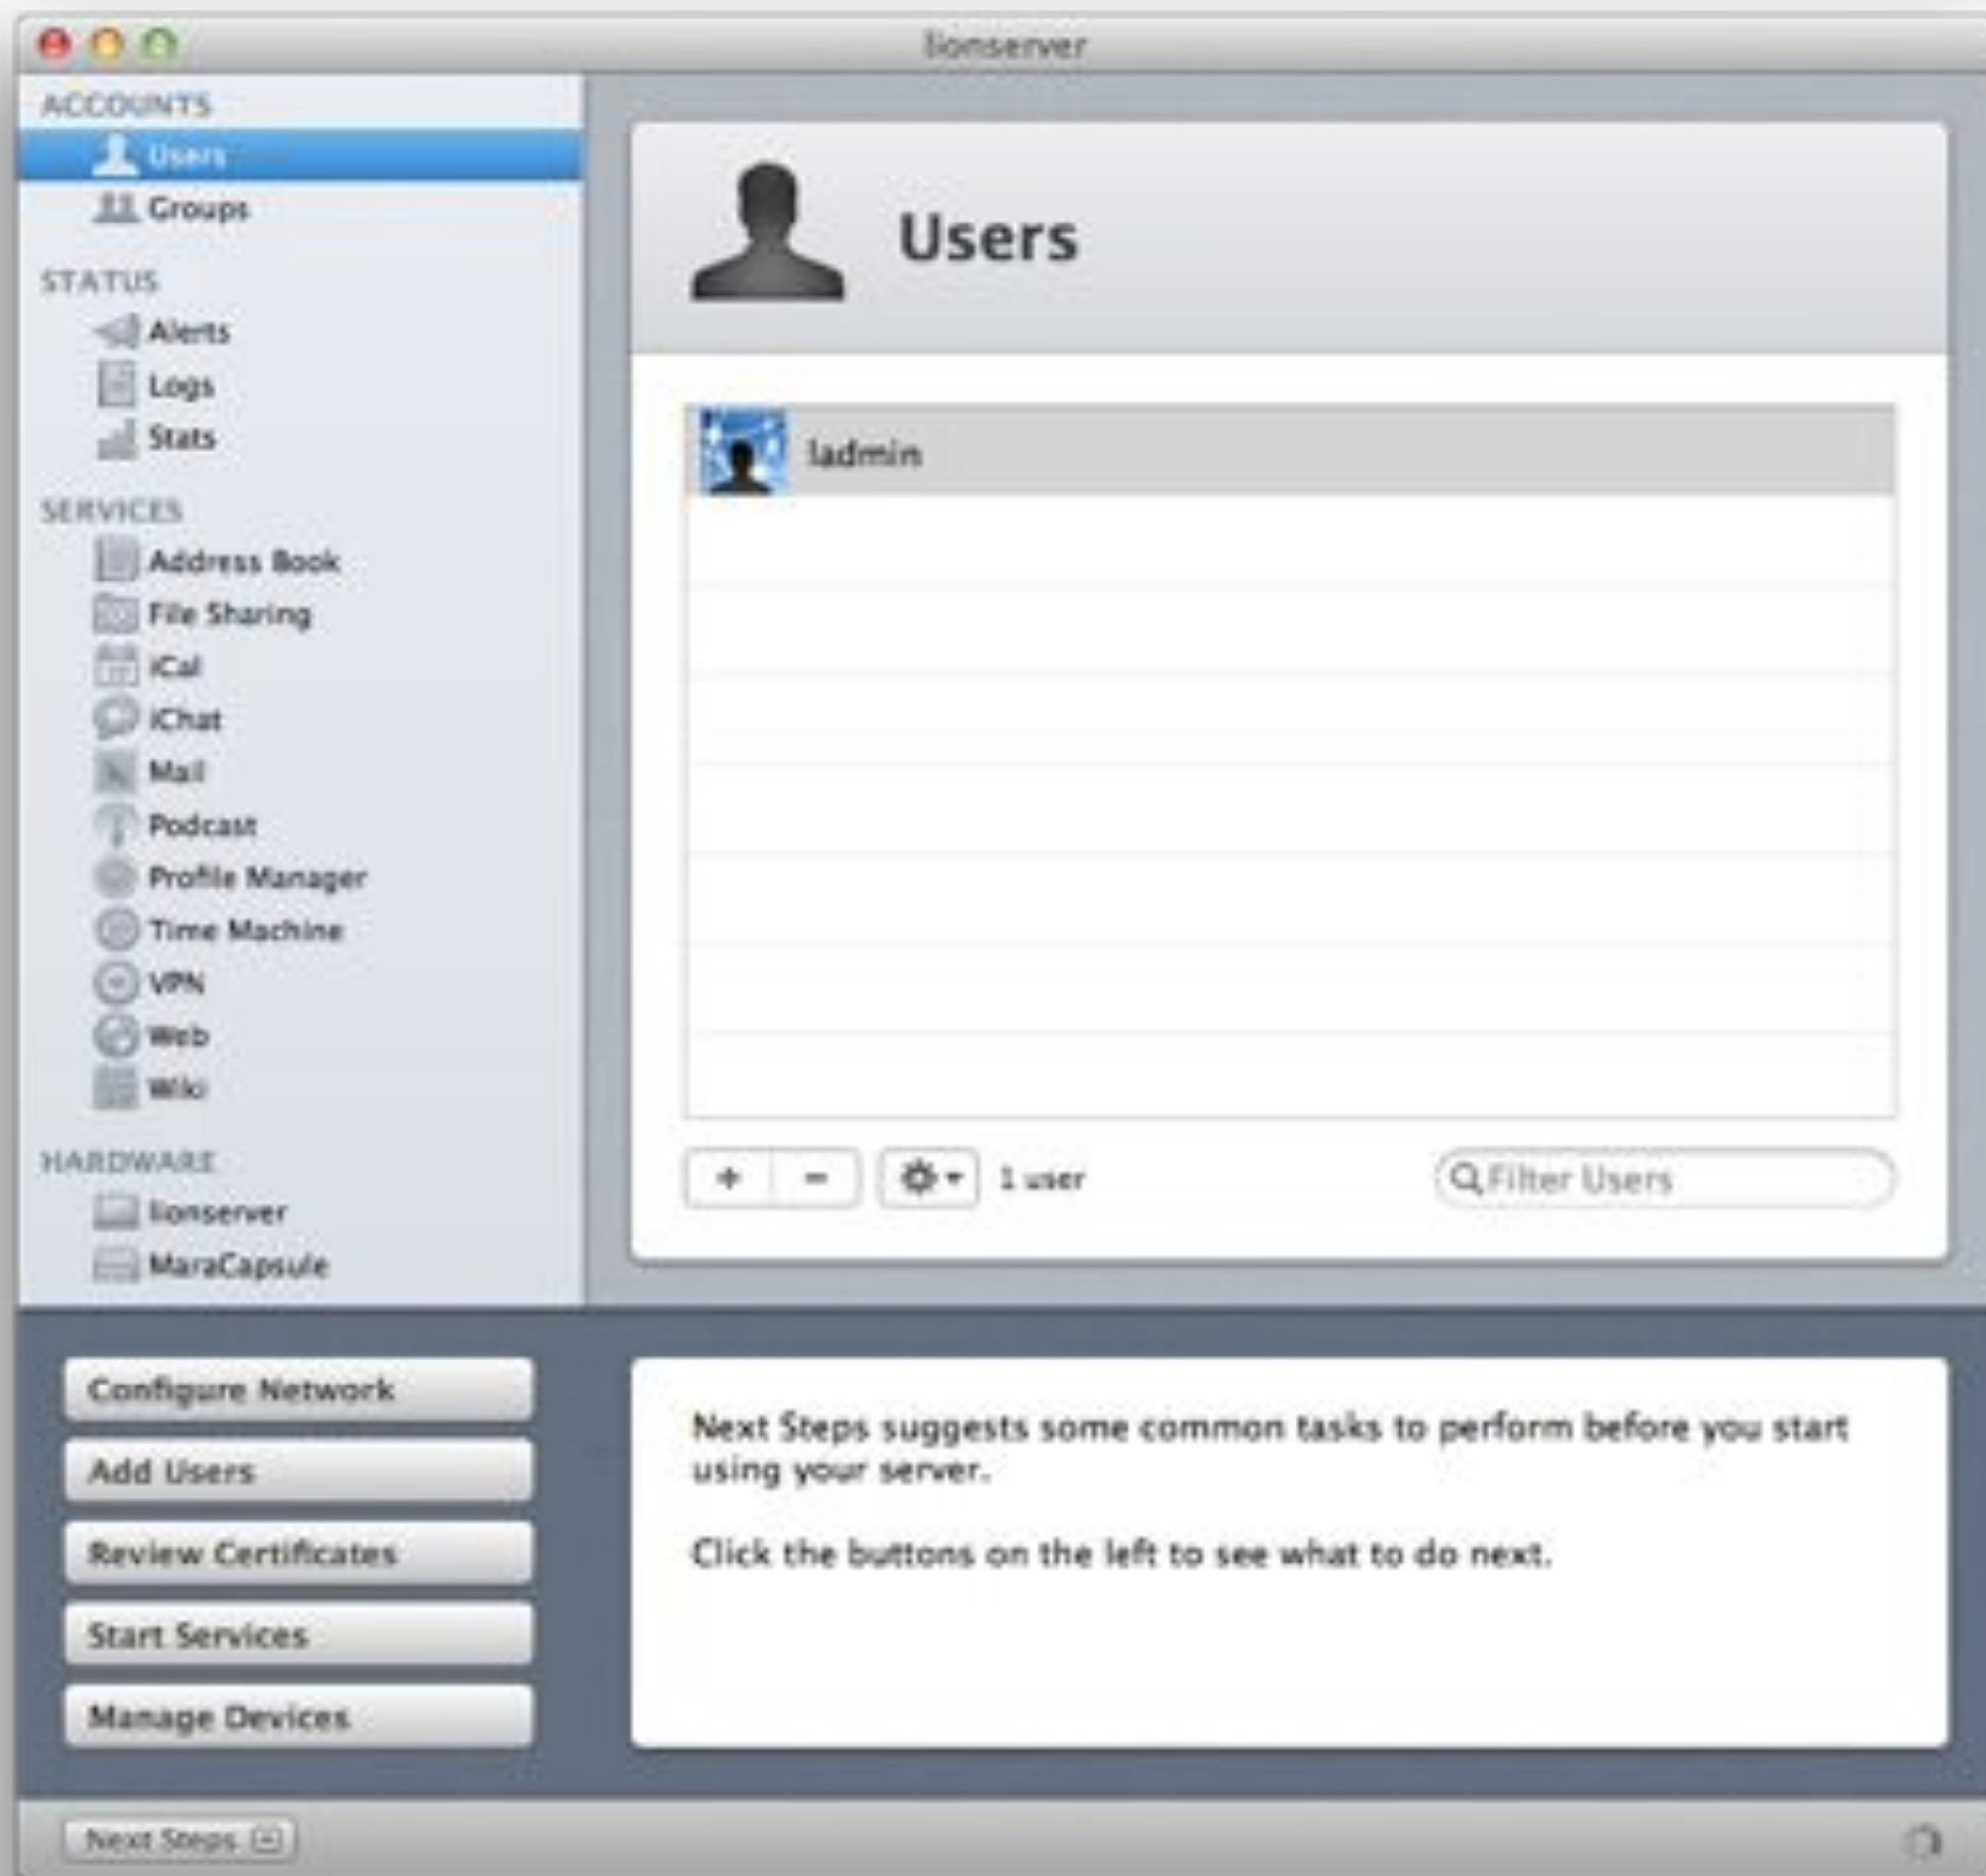 lionserver
ACCOUNTS
Users
Groups
STATUS
Alerts
Logs
Stats
SERVICES
Address Book
File Sharing
iCal
iChat
Mail
Podcast
Profile Manager
Time Machine
VPN
Web
Wiki
HARDWARE
lionserver
MaraCapsule
Users
ladmin
+ − 1 user
Filter Users
Configure Network
Add Users
Review Certificates
Start Services
Manage Devices
Next Steps suggests some common tasks to perform before you start
using your server.
Click the buttons on the left to see what to do next.
Next Steps